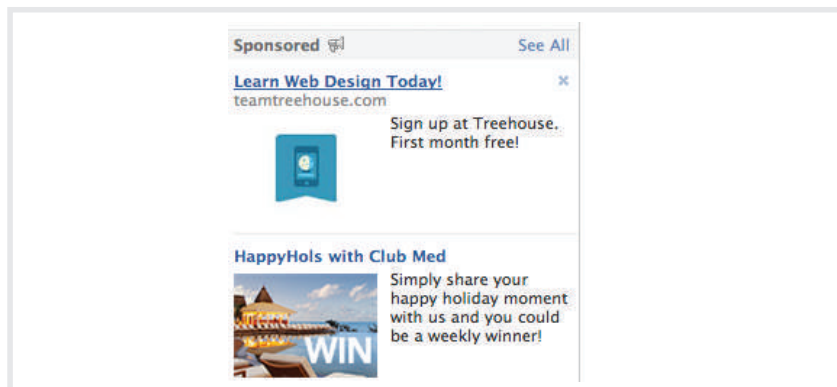 Sponsored See All
Learn Web Design Today!
teamtreehouse.com
Sign up at Treehouse.
First month free!
HappyHols with Club Med
Simply share your
happy holiday moment
with us and you could
be a weekly winner!
WIN